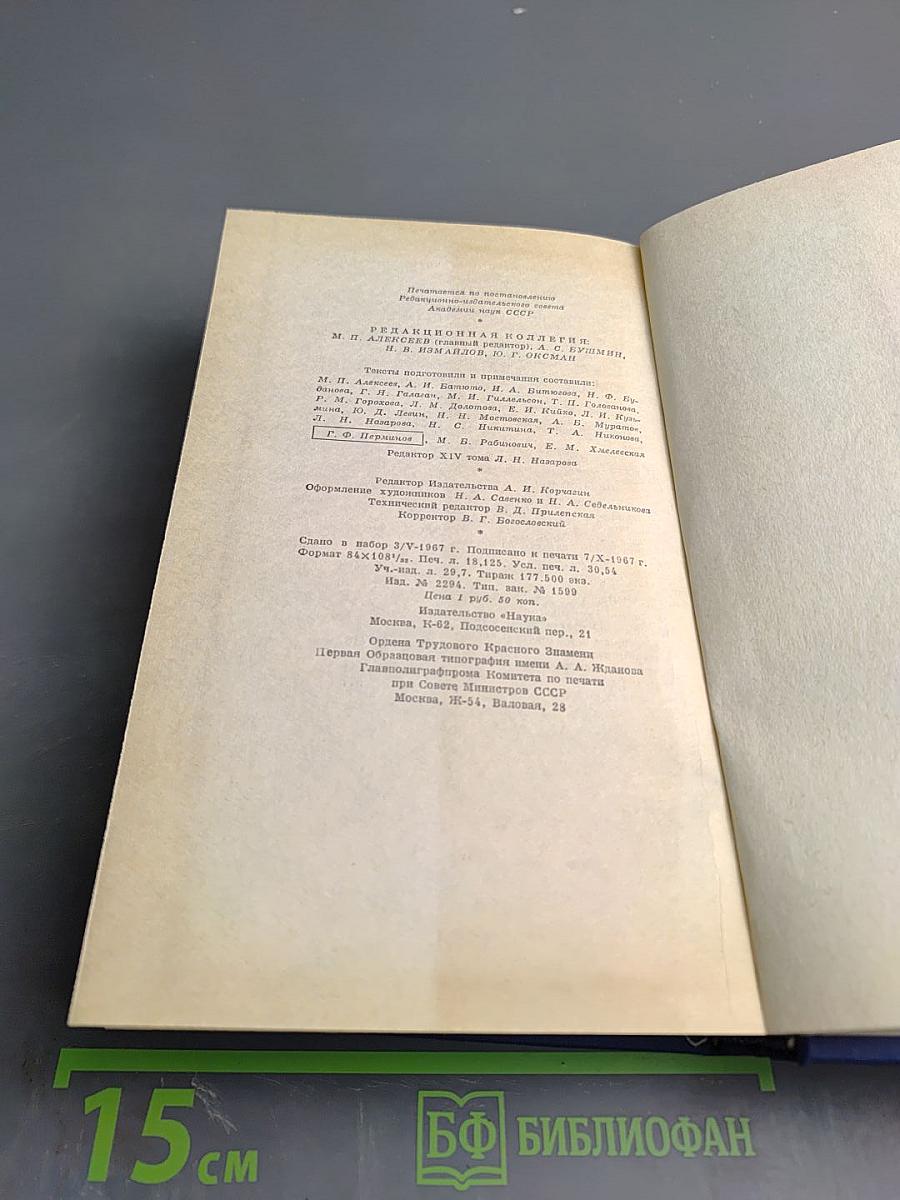 Печатается по постановлению
Редакционно-издательского совета
Академии наук СССР
*
РЕДАКЦИОННАЯ КОЛЛЕГИЯ:
М. П. АЛЕКСЕЕВ (главный редактор), А. С. БУШМИН,
Н. В. ИЗМАЙЛОВ, Ю. Г. ОКСМАН
Тексты подготовили и примечания составили:
М. П. Алексеев, А. И. Батюто, И. А. Битюгова, Н. Ф. Бу-
данова, Г. Я. Галаган, М. И. Гиллельсон, Т. П. Голованова,
Р. М. Горохова, Л. М. Долотова, Е. И. Кийко, Л. И. Кузь-
мина, Ю. Д. Левин, Н. Н. Мостовская, А. Б. Муратов,
Л. Н. Назарова, Н. С. Никитина, Т. А. Никонова,
Г. Ф. Перминов, М. Б. Рабинович, Е. М. Хмелевская
Редактор XIV тома Л. Н. Назарова
*
Редактор Издательства А. И. Корчагин
Оформление художников Н. А. Савенко и Н. А. Седельникова
Технический редактор В. Д. Прилепская
Корректор В. Г. Богословский
*
Сдано в набор 3/V-1967 г. Подписано к печати 7/X-1967 г.
Формат 84×108¹/₃₂. Печ. л. 18,125. Усл. печ. л. 30,54
Уч.-изд. л. 29,7. Тираж 177.500 экз.
Изд. № 2294. Тип. зак. № 1599
Цена 1 руб. 50 коп.
Издательство «Наука»
Москва, К-62, Подсосенский пер., 21
Ордена Трудового Красного Знамени
Первая Образцовая типография имени А. А. Жданова
Главполиграфпрома Комитета по печати
при Совете Министров СССР
Москва, Ж-54, Валовая, 28
15 см
БФ БИБЛИОФАН